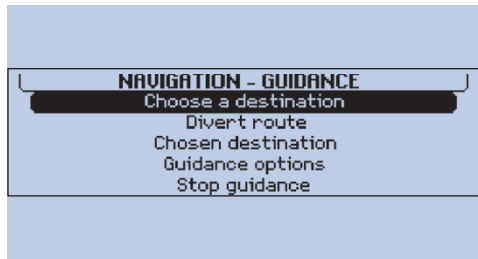 NAVIGATION - GUIDANCE
Choose a destination
Divert route
Chosen destination
Guidance options
Stop guidance